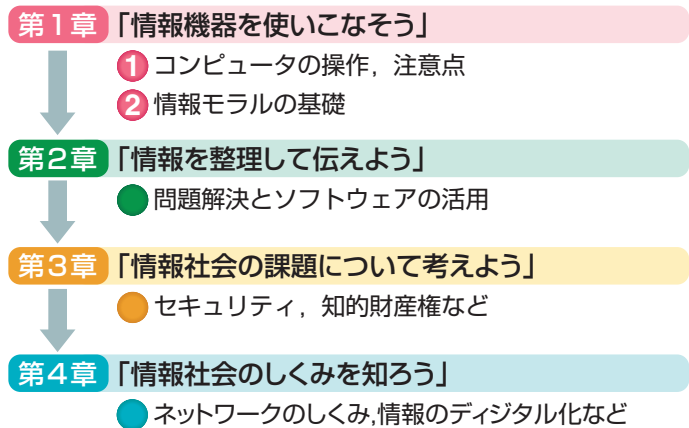 第1章「情報機器を使いこなそう」
1 コンピュータの操作，注意点
2 情報モラルの基礎
第2章「情報を整理して伝えよう」
問題解決とソフトウェアの活用
第3章「情報社会の課題について考えよう」
セキュリティ，知的財産権など
第4章「情報社会のしくみを知ろう」
ネットワークのしくみ,情報のディジタル化など